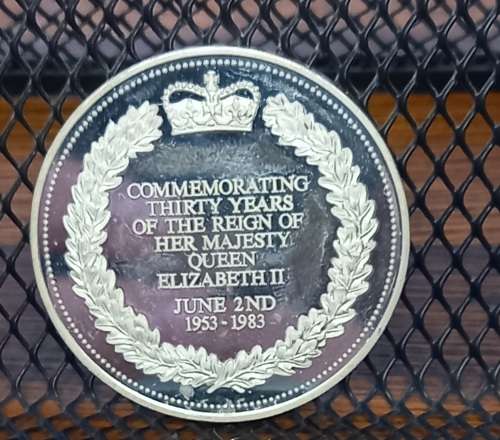 COMMEMORATING
THIRTY YEARS
OF THE REIGN OF
HER MAJESTY
QUEEN
ELIZABETH II
JUNE 2ND
1953-1983